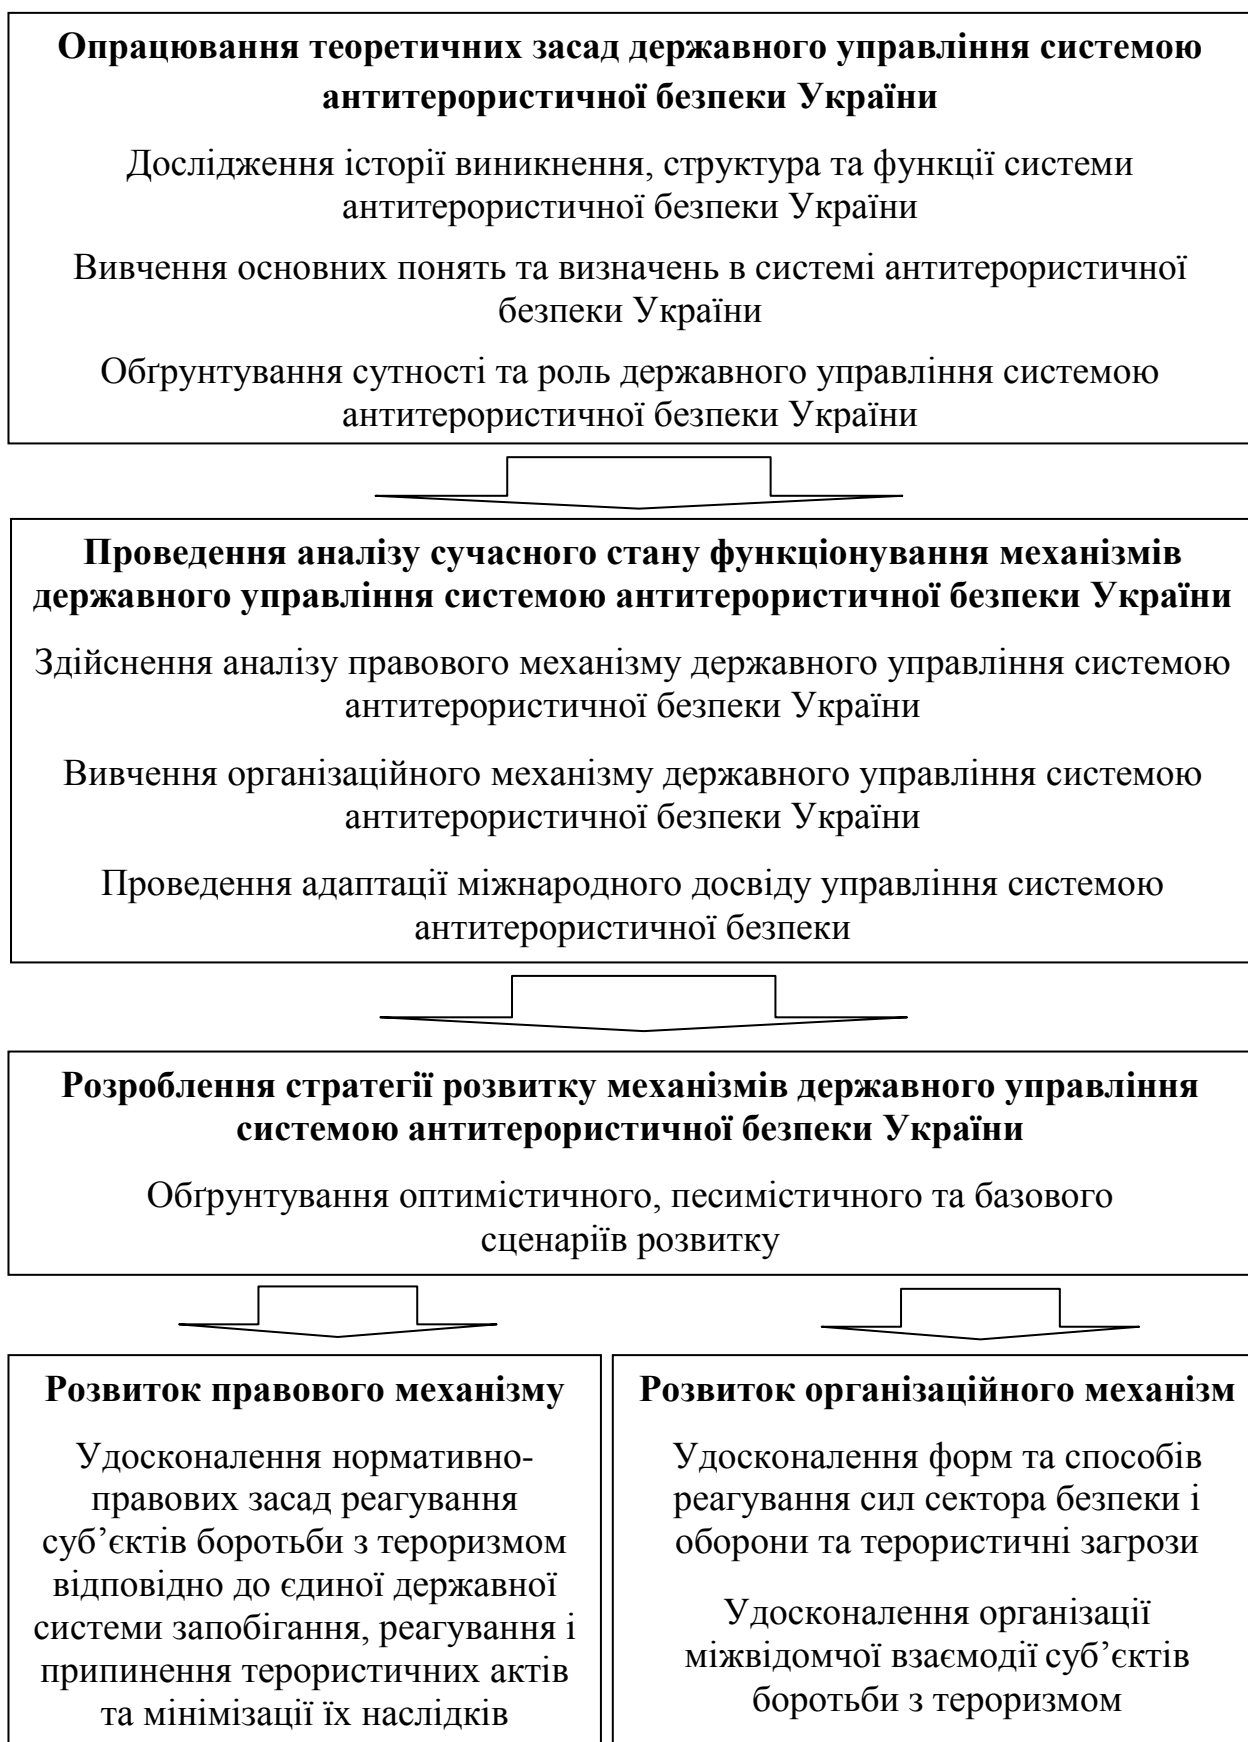 Опрацювання теоретичних засад державного управління системою
антитерористичної безпеки України
Дослідження історії виникнення, структура та функції системи
антитерористичної безпеки України
Вивчення основних понять та визначень в системі антитерористичної
безпеки України
Обґрунтування сутності та роль державного управління системою
антитерористичної безпеки України
Проведення аналізу сучасного стану функціонування механізмів
державного управління системою антитерористичної безпеки України
Здійснення аналізу правового механізму державного управління системою
антитерористичної безпеки України
Вивчення організаційного механізму державного управління системою
антитерористичної безпеки України
Проведення адаптації міжнародного досвіду управління системою
антитерористичної безпеки
Розроблення стратегії розвитку механізмів державного управління
системою антитерористичної безпеки України
Обґрунтування оптимістичного, песимістичного та базового
сценаріїв розвитку
Розвиток правового механізму
Удосконалення нормативно-
правових засад реагування
суб’єктів боротьби з тероризмом
відповідно до єдиної державної
системи запобігання, реагування і
припинення терористичних актів
та мінімізації їх наслідків
Розвиток організаційного механізм
Удосконалення форм та способів
реагування сил сектора безпеки і
оборони та терористичні загрози
Удосконалення організації
міжвідомчої взаємодії суб’єктів
боротьби з тероризмом